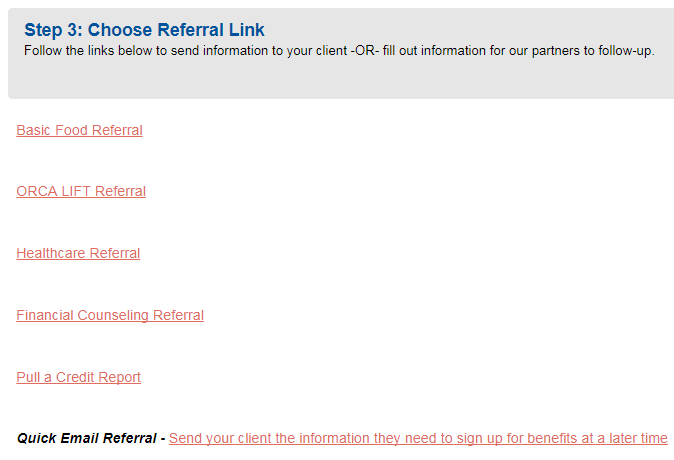 Step 3: Choose Referral Link
Follow the links below to send information to your client -OR- fill out information for our partners to follow-up.
Basic Food Referral
ORCA LIFT Referral
Healthcare Referral
Financial Counseling Referral
Pull a Credit Report
Quick Email Referral - Send your client the information they need to sign up for benefits at a later time